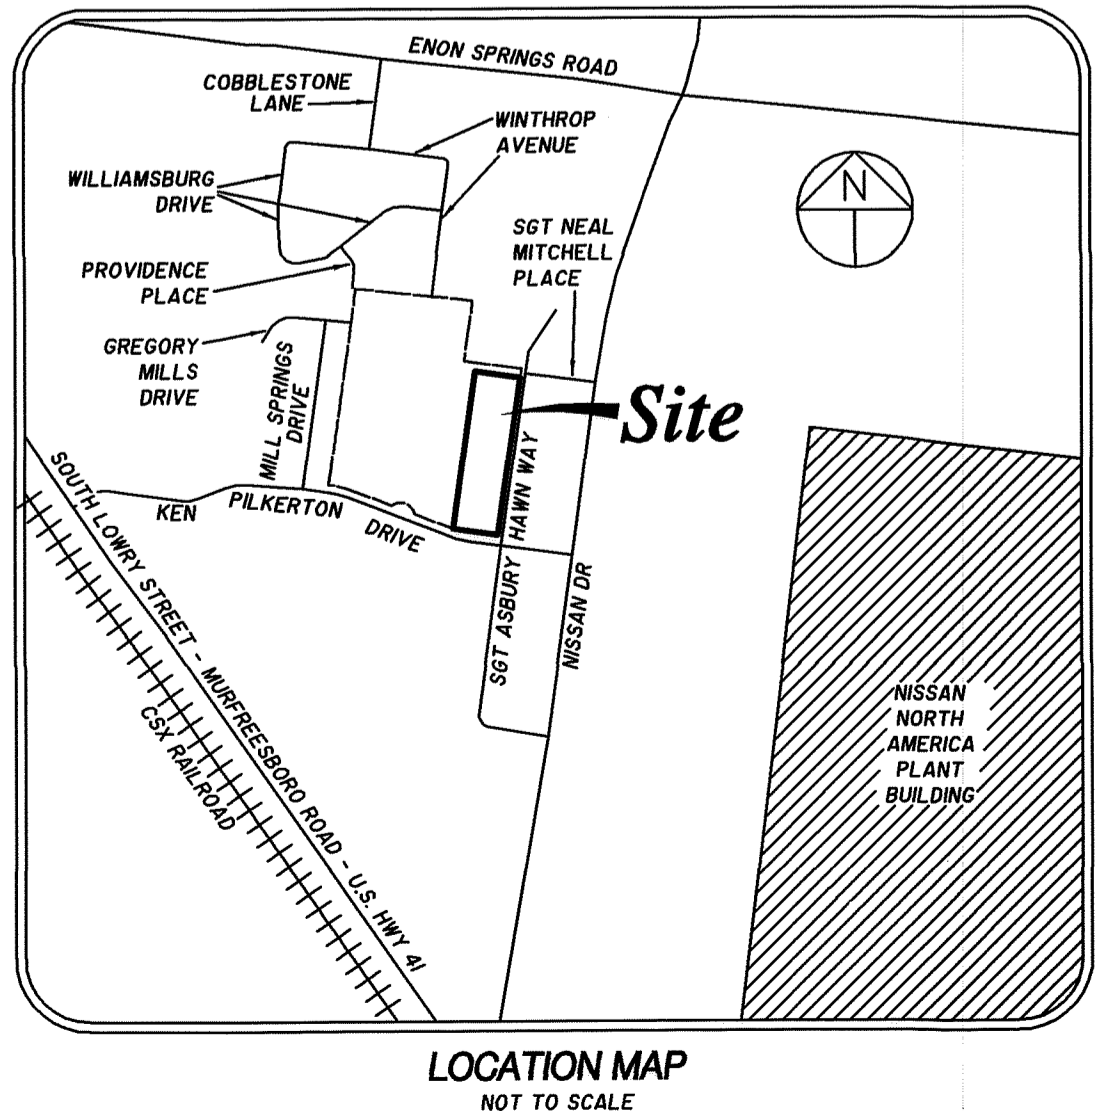 ENON SPRINGS ROAD
COBBLESTONE
LANE
WINTHROP
AVENUE
WILLIAMSBURG
DRIVE
N
SGT NEAL
MITCHELL
PLACE
PROVIDENCE
PLACE
GREGORY
MILLS
DRIVE
MILL SPRINGS
DRIVE
Site
HAWN WAY
SGT ASBURY
KEN PILKERTON DRIVE
NISSAN DR
SOUTH LOWRY STREET - MURFREESBORO ROAD - U.S. HWY 41
CSX RAILROAD
NISSAN
NORTH
AMERICA
PLANT
BUILDING
LOCATION MAP
NOT TO SCALE